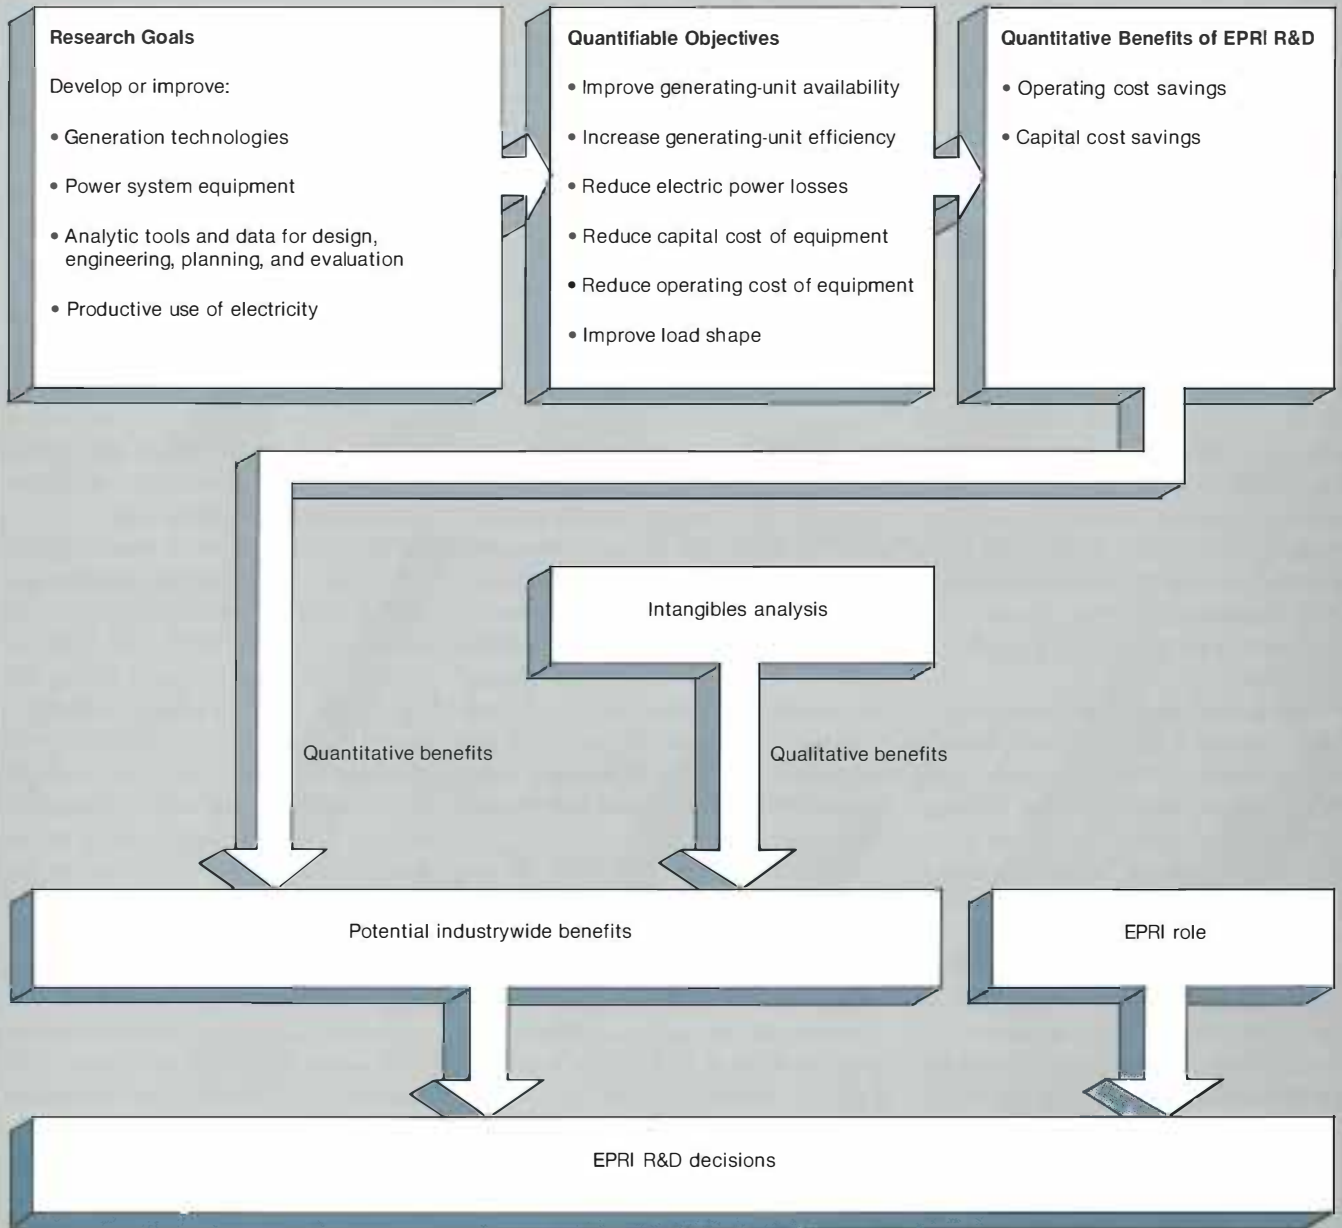 Research Goals
Develop or improve:
• Generation technologies
• Power system equipment
• Analytic tools and data for design,
engineering, planning, and evaluation
• Productive use of electricity
Quantifiable Objectives
• Improve generating-unit availability
• Increase generating-unit efficiency
• Reduce electric power losses
• Reduce capital cost of equipment
• Reduce operating cost of equipment
• Improve load shape
Quantitative Benefits of EPRI R&D
• Operating cost savings
• Capital cost savings
Intangibles analysis
Quantitative benefits
Qualitative benefits
Potential industrywide benefits
EPRI role
EPRI R&D decisions